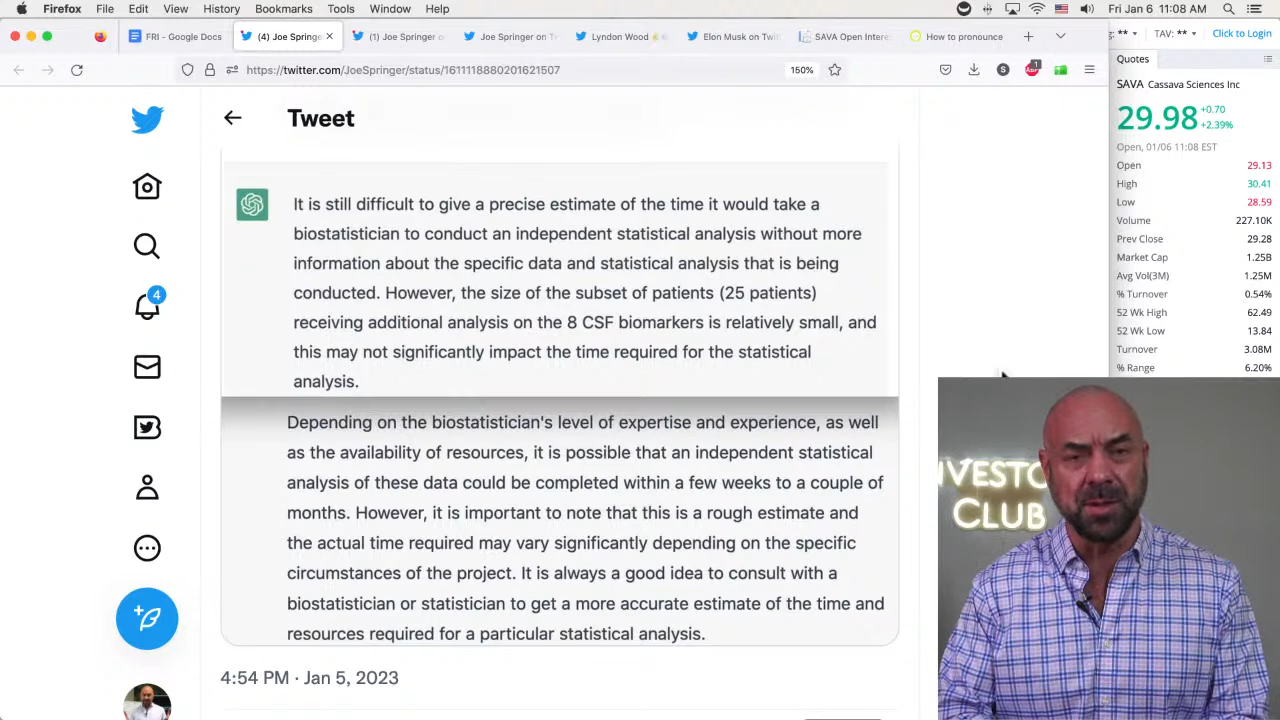 Firefox File Edit View History Bookmarks Tools Window Help Fri Jan 6 11:08 AM
FRI - Google Docs (4) Joe Springe (1) Joe Springer o Joe Springer on T Lyndon Wood Elon Musk on Twit SAVA Open Intere How to pronounce
: ** TAV: ** Click to Login
https://twitter.com/JoeSpringer/status/1611118880201621507 150% S 1
Quotes
SAVA Cassava Sciences Inc
29.98 +0.70
+2.39%
Open, 01/06 11:08 EST
Open 29.13
High 30.41
Low 28.59
Volume 227.10K
Prev Close 29.28
Market Cap 1.25B
Avg Vol(3M) 1.25M
% Turnover 0.54%
52 Wk High 62.49
52 Wk Low 13.84
Turnover 3.08M
% Range 6.20%
Tweet
4
It is still difficult to give a precise estimate of the time it would take a
biostatistician to conduct an independent statistical analysis without more
information about the specific data and statistical analysis that is being
conducted. However, the size of the subset of patients (25 patients)
receiving additional analysis on the 8 CSF biomarkers is relatively small, and
this may not significantly impact the time required for the statistical
analysis.
Depending on the biostatistician's level of expertise and experience, as well
as the availability of resources, it is possible that an independent statistical
analysis of these data could be completed within a few weeks to a couple of
months. However, it is important to note that this is a rough estimate and
the actual time required may vary significantly depending on the specific
circumstances of the project. It is always a good idea to consult with a
biostatistician or statistician to get a more accurate estimate of the time and
resources required for a particular statistical analysis.
4:54 PM · Jan 5, 2023
NVESTO
CLUB